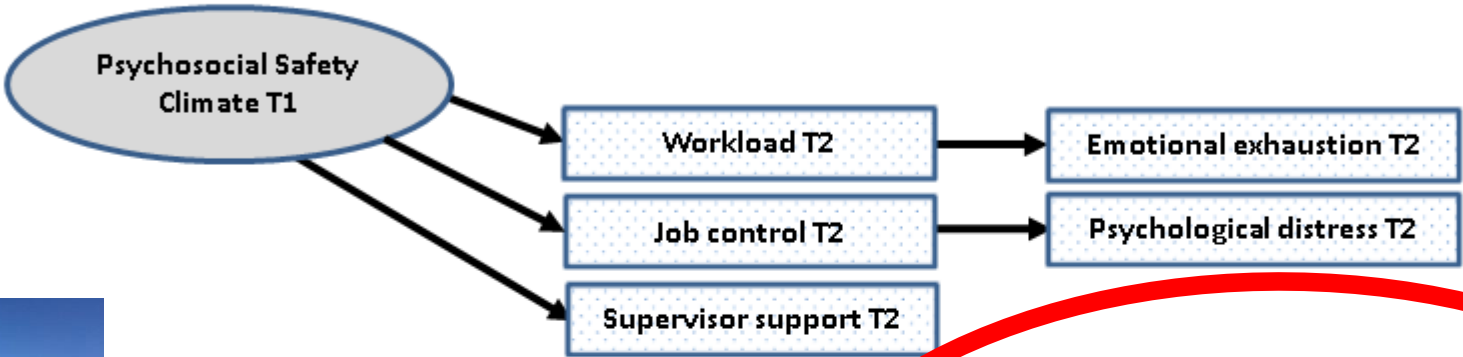 Psychosocial Safety
Climate T1
Workload T2
Emotional exhaustion T2
Job control T2
Psychological distress T2
Supervisor support T2